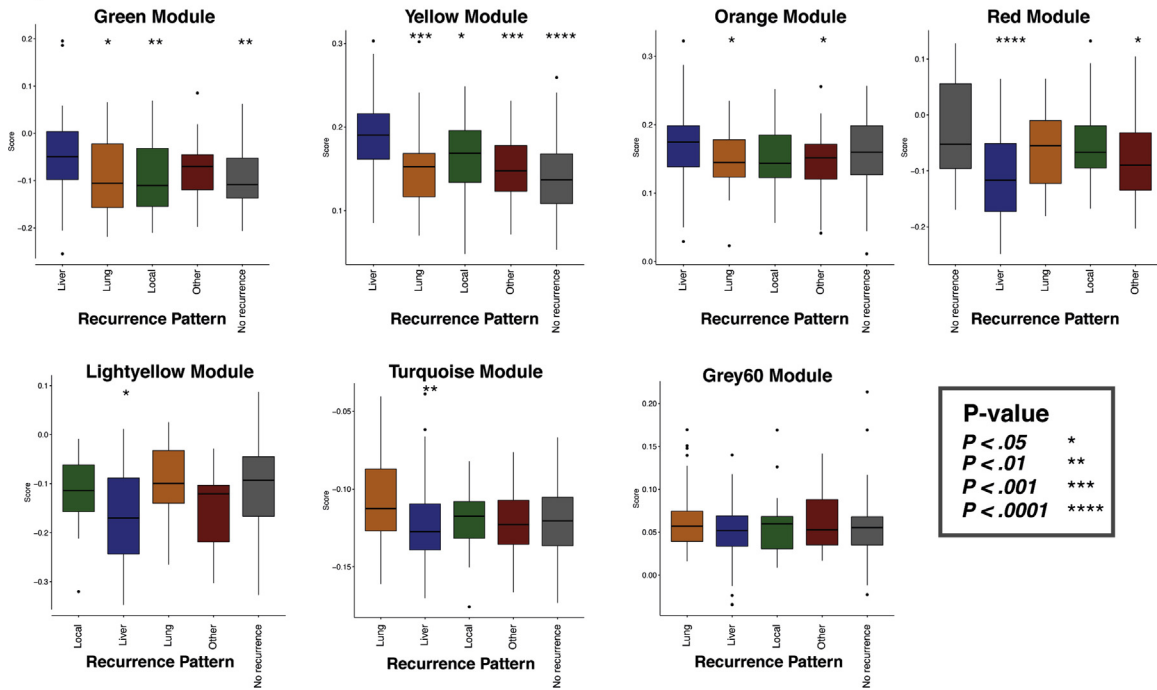 Green Module
* ** **
0.2
0.1
−0.0
−0.1
−0.2
Score
Liver
Lung
Local
Other
No recurrence
Recurrence Pattern
Yellow Module
*** * *** ****
0.3
0.2
0.1
Score
Liver
Lung
Local
Other
No recurrence
Recurrence Pattern
Orange Module
* *
0.3
0.2
0.1
0.0
Score
Liver
Lung
Local
Other
No recurrence
Recurrence Pattern
Red Module
**** *
0.1
−0.0
−0.1
−0.2
Score
No recurrence
Liver
Lung
Local
Other
Recurrence Pattern
Lightyellow Module
*
0.1
−0.0
−0.1
−0.2
−0.3
Score
Local
Liver
Lung
Other
No recurrence
Recurrence Pattern
Turquoise Module
**
−0.05
−0.10
−0.15
Score
Lung
Liver
Local
Other
No recurrence
Recurrence Pattern
Grey60 Module
0.20
0.15
0.10
0.05
0.00
Score
Lung
Liver
Local
Other
No recurrence
Recurrence Pattern
P-value
P < .05 *
P < .01 **
P < .001 ***
P < .0001 ****